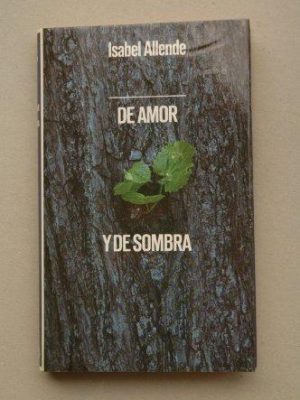 Isabel Allende
DE AMOR
Y DE SOMBRA